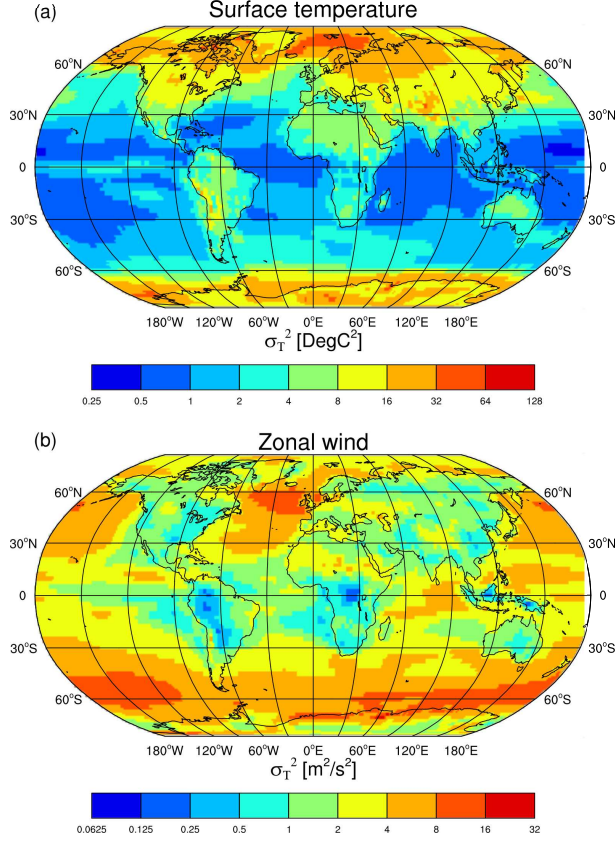 (a) Surface temperature
60°N 60°N
30°N 30°N
0 0
30°S 30°S
60°S 60°S
180°W 120°W 60°W 0°E 60°E 120°E 180°E
σT² [DegC²]
0.25 0.5 1 2 4 8 16 32 64 128
(b) Zonal wind
60°N 60°N
30°N 30°N
0 0
30°S 30°S
60°S 60°S
180°W 120°W 60°W 0°E 60°E 120°E 180°E
σT² [m²/s²]
0.0625 0.125 0.25 0.5 1 2 4 8 16 32